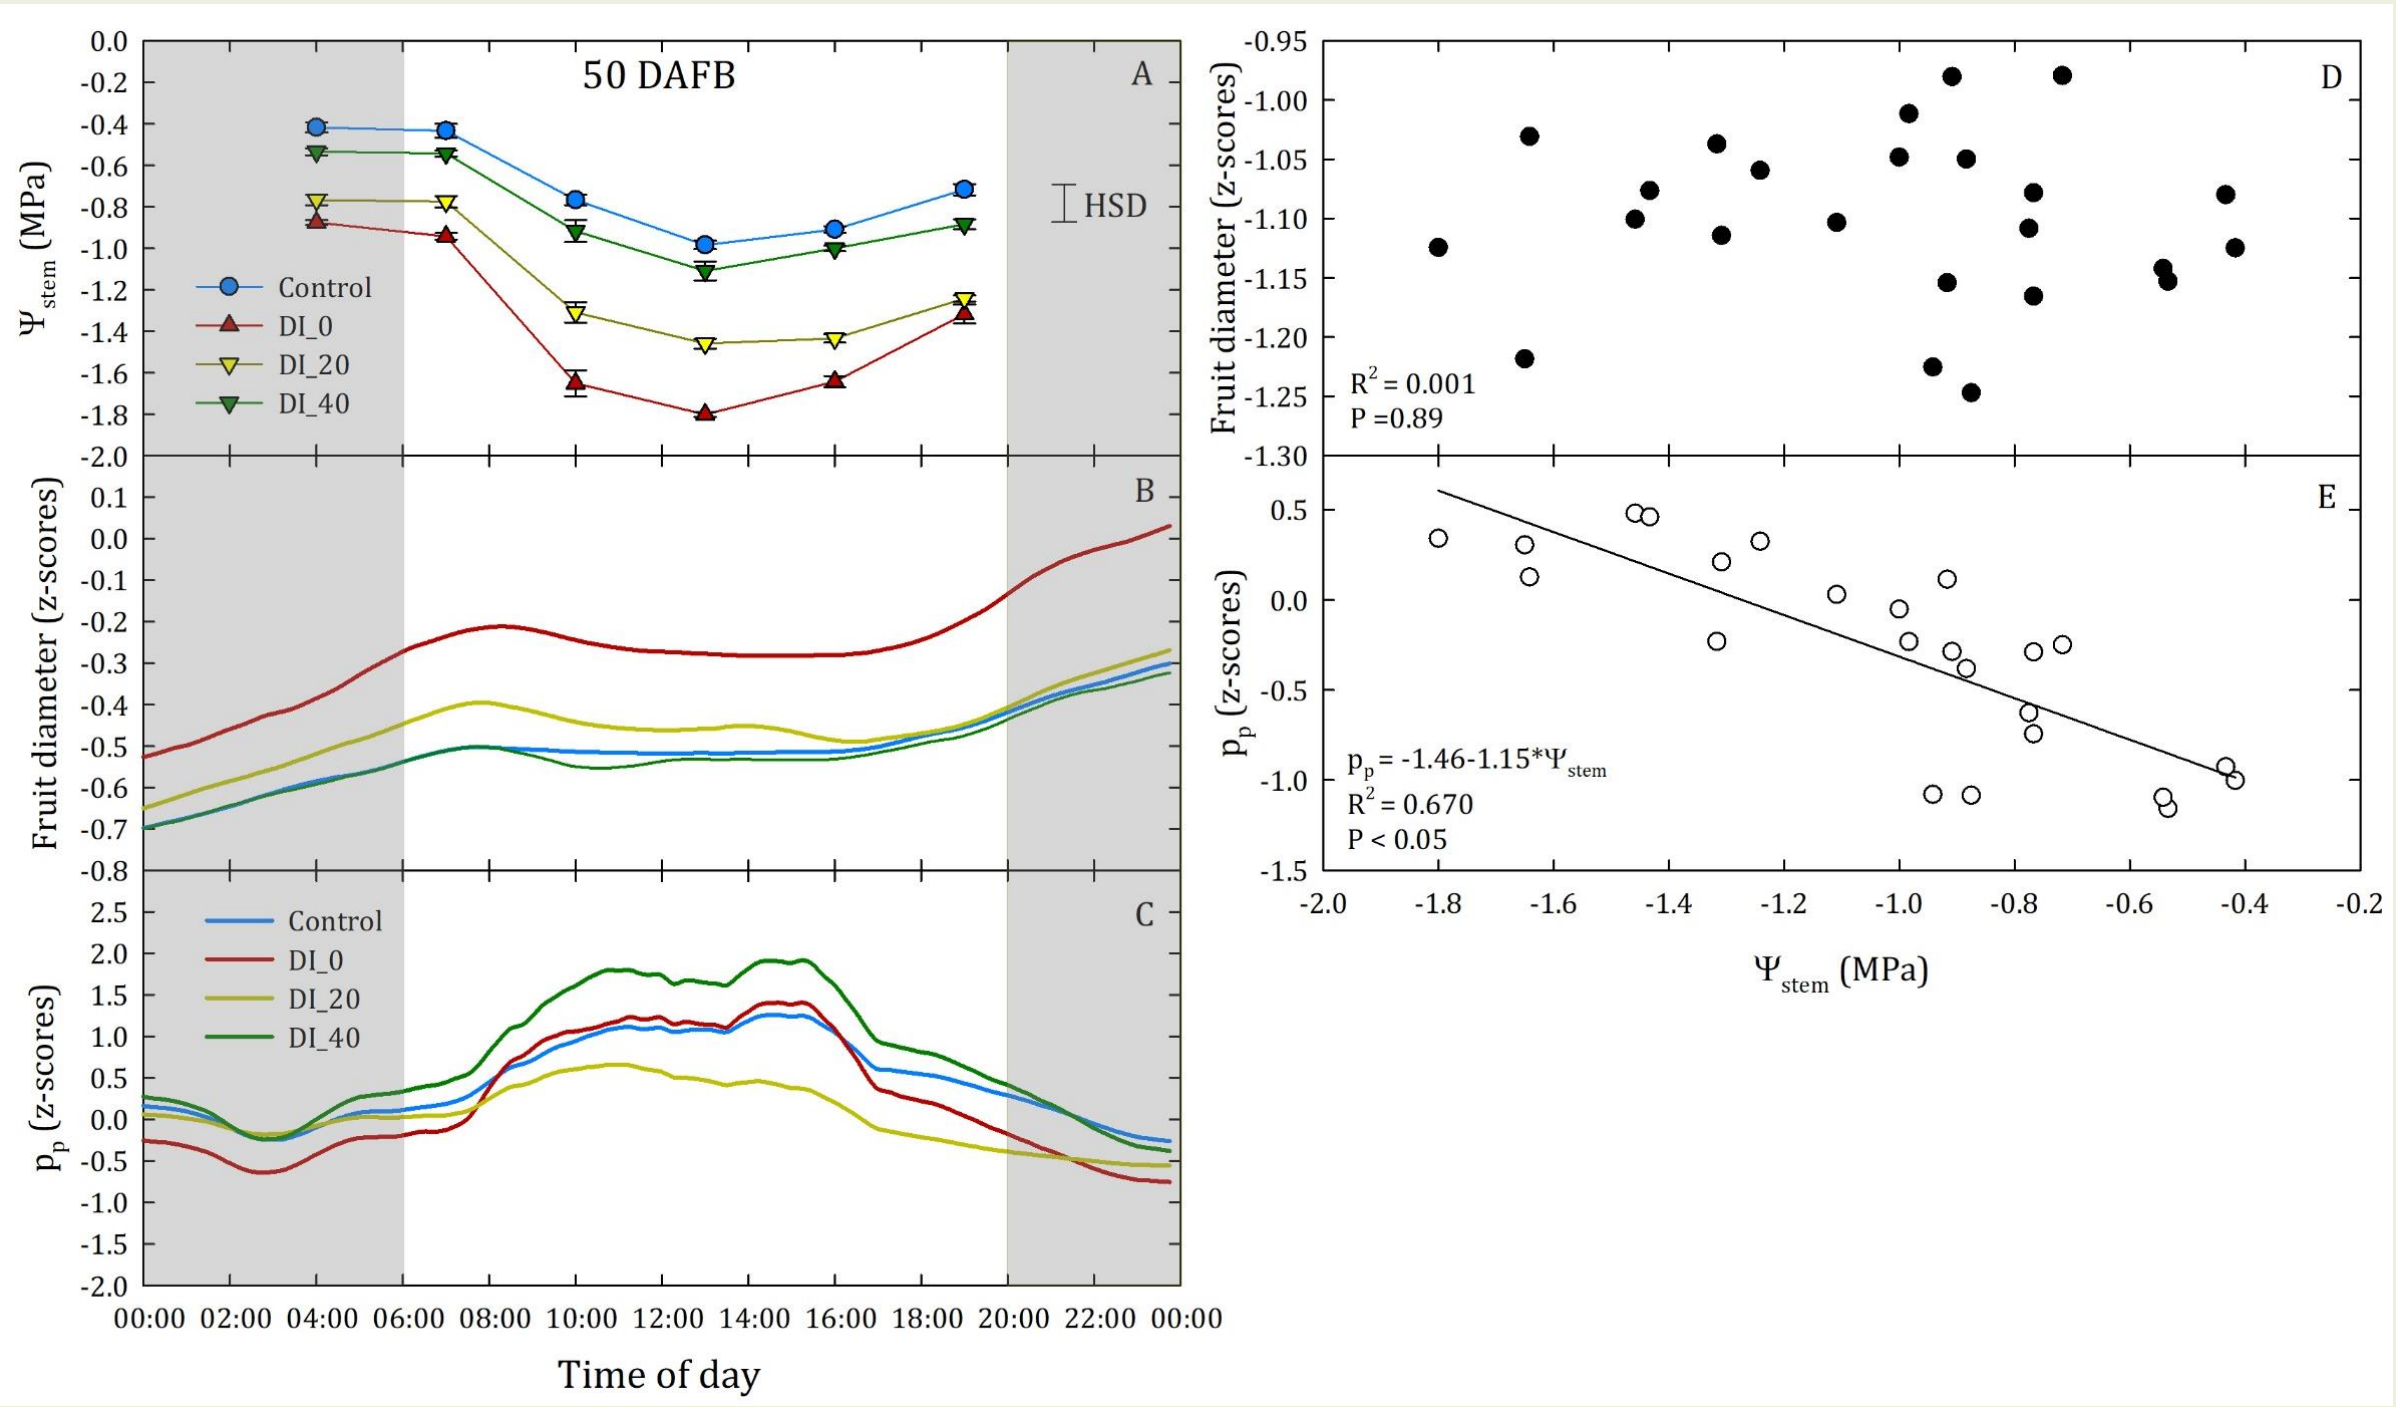 50 DAFB
A
0.0
-0.2
-0.4
-0.6
-0.8
-1.0
-1.2
-1.4
-1.6
-1.8
-2.0
Ψstem (MPa)
HSD
Control
DI_0
DI_20
DI_40
B
0.1
0.0
-0.1
-0.2
-0.3
-0.4
-0.5
-0.6
-0.7
-0.8
Fruit diameter (z-scores)
C
2.5
2.0
1.5
1.0
0.5
0.0
-0.5
-1.0
-1.5
-2.0
pp (z-scores)
Control
DI_0
DI_20
DI_40
00:00 02:00 04:00 06:00 08:00 10:00 12:00 14:00 16:00 18:00 20:00 22:00 00:00
Time of day
D
-0.95
-1.00
-1.05
-1.10
-1.15
-1.20
-1.25
-1.30
Fruit diameter (z-scores)
R2 = 0.001
P =0.89
E
0.5
0.0
-0.5
-1.0
-1.5
pp (z-scores)
pp = -1.46-1.15*Ψstem
R2 = 0.670
P < 0.05
-2.0 -1.8 -1.6 -1.4 -1.2 -1.0 -0.8 -0.6 -0.4 -0.2
Ψstem (MPa)